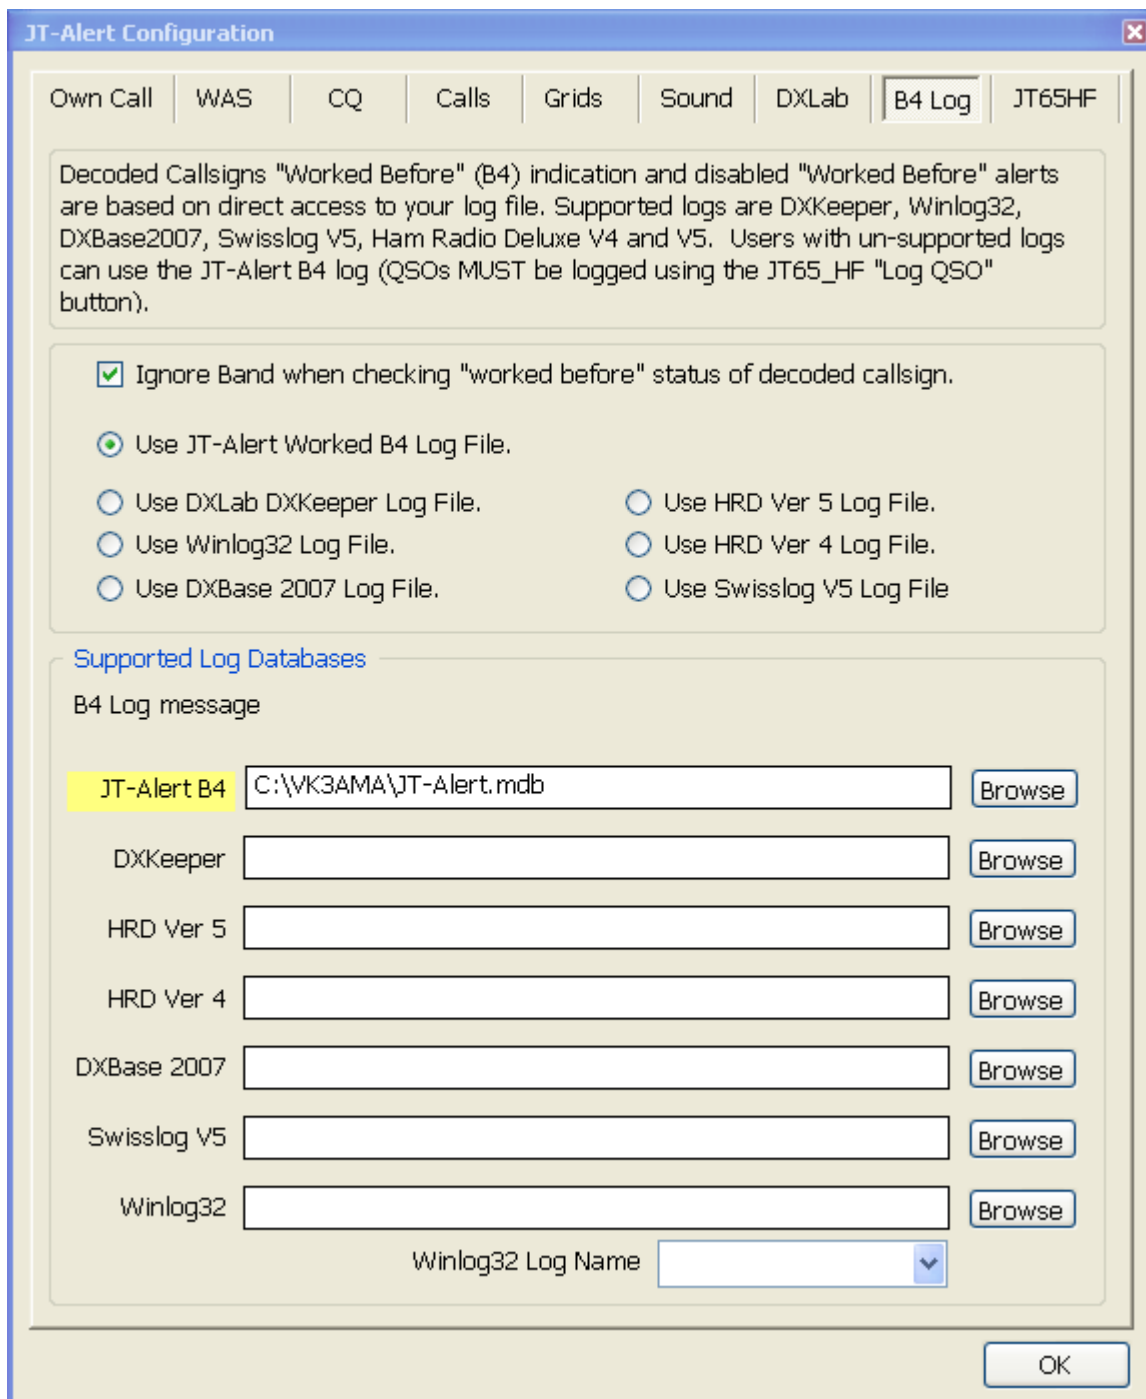 JT-Alert Configuration
Own Call WAS CQ Calls Grids Sound DXLab B4 Log JT65HF
Decoded Callsigns "Worked Before" (B4) indication and disabled "Worked Before" alerts
are based on direct access to your log file. Supported logs are DXKeeper, Winlog32,
DXBase2007, Swisslog V5, Ham Radio Deluxe V4 and V5.  Users with un-supported logs
can use the JT-Alert B4 log (QSOs MUST be logged using the JT65_HF "Log QSO"
button).
Ignore Band when checking "worked before" status of decoded callsign.
Use JT-Alert Worked B4 Log File.
Use DXLab DXKeeper Log File. Use HRD Ver 5 Log File.
Use Winlog32 Log File. Use HRD Ver 4 Log File.
Use DXBase 2007 Log File. Use Swisslog V5 Log File
Supported Log Databases
B4 Log message
JT-Alert B4 C:\VK3AMA\JT-Alert.mdb Browse
DXKeeper Browse
HRD Ver 5 Browse
HRD Ver 4 Browse
DXBase 2007 Browse
Swisslog V5 Browse
Winlog32 Browse
Winlog32 Log Name
OK